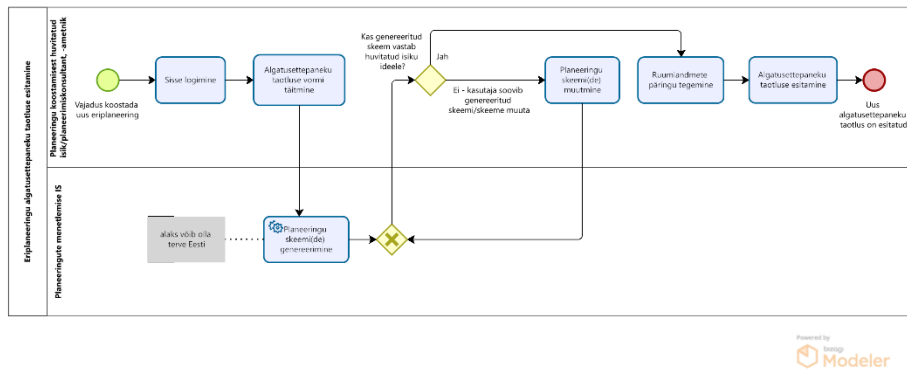 Eriplaneeringu algatusettepaneku taotluse esitamine
Planeeringu koostamisest huvitatud
isik/planeerimiskonsultant, -ametnik
Vajadus koostada
uus eriplaneering
Sisse logimine
Algatusettepaneku
taotluse vormi
täitmine
Kas genereeritud
skeem vastab
huvitatud isiku
ideele?
Jah
Ei - kasutaja soovib
genereeritud
skeemi/skeeme muuta
Planeeringu
skeemi(de)
muutmine
Ruumiandmete
päringu tegemine
Algatusettepaneku
taotluse esitamine
Uus
algatusettepaneku
taotlus on esitatud
Planeeringute menetlemise IS
alaks võib olla
terve Eesti
Planeeringu
skeemi(de)
genereerimine
Powered by
bizagi
Modeler